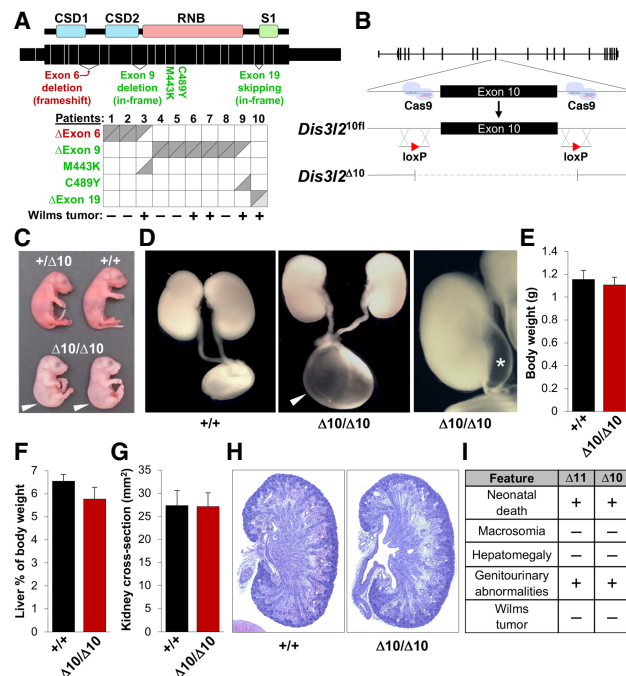 A
CSD1 CSD2 RNB S1
Exon 6
deletion
(frameshift)
Exon 9
deletion
(in-frame)
M443K
C489Y
Exon 19
skipping
(in-frame)
Patients: 1 2 3 4 5 6 7 8 9 10
ΔExon 6
ΔExon 9
M443K
C489Y
ΔExon 19
Wilms tumor: – – + – + + – + +
B
Exon 10
Cas9 Cas9
Dis3l2¹⁰ᶠˡ Exon 10
loxP loxP
Dis3l2^Δ10
C
+/Δ10 +/+
Δ10/Δ10
D
*
+/+ Δ10/Δ10 Δ10/Δ10
E
Body weight (g)
1.4
1.2
1
0.8
0.6
0.4
0.2
0
+/+
Δ10/Δ10
F
Liver % of body weight
7
6
5
4
3
2
1
0
+/+
Δ10/Δ10
G
Kidney cross-section (mm²)
35
30
25
20
15
10
5
0
+/+
Δ10/Δ10
H
+/+ Δ10/Δ10
I
Feature Δ11 Δ10
Neonatal
death + +
Macrosomia – –
Hepatomegaly – –
Genitourinary
abnormalities + +
Wilms
tumor – –